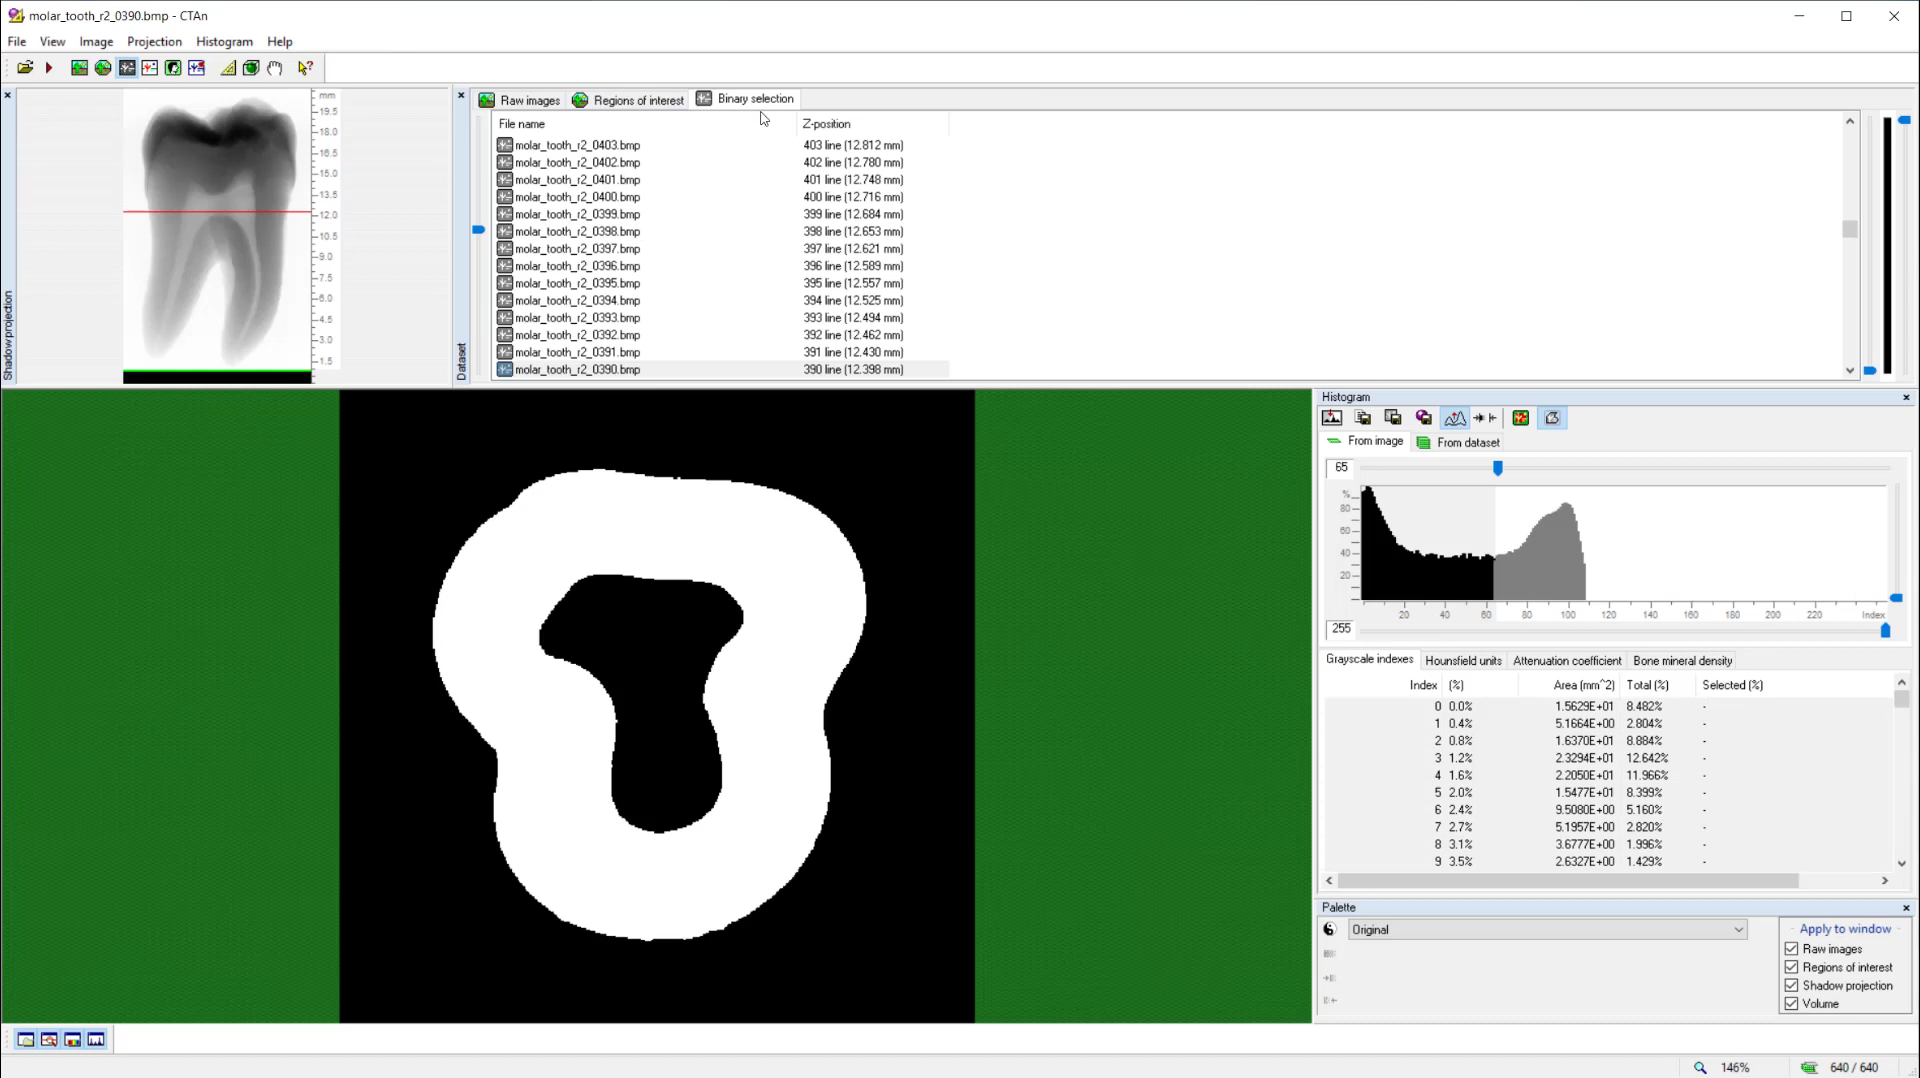 molar_tooth_r2_0390.bmp - CTAn
File View Image Projection Histogram Help
Shadow projection
mm
19.5
18.0
16.5
15.0
13.5
12.0
10.5
9.0
7.5
6.0
4.5
3.0
1.5
Dataset
Raw images Regions of interest Binary selection
File name Z-position
molar_tooth_r2_0403.bmp 403 line (12.812 mm)
molar_tooth_r2_0402.bmp 402 line (12.780 mm)
molar_tooth_r2_0401.bmp 401 line (12.748 mm)
molar_tooth_r2_0400.bmp 400 line (12.716 mm)
molar_tooth_r2_0399.bmp 399 line (12.684 mm)
molar_tooth_r2_0398.bmp 398 line (12.653 mm)
molar_tooth_r2_0397.bmp 397 line (12.621 mm)
molar_tooth_r2_0396.bmp 396 line (12.589 mm)
molar_tooth_r2_0395.bmp 395 line (12.557 mm)
molar_tooth_r2_0394.bmp 394 line (12.525 mm)
molar_tooth_r2_0393.bmp 393 line (12.494 mm)
molar_tooth_r2_0392.bmp 392 line (12.462 mm)
molar_tooth_r2_0391.bmp 391 line (12.430 mm)
molar_tooth_r2_0390.bmp 390 line (12.398 mm)
Histogram
From image From dataset
65
%
80
60
40
20
20 40 60 80 100 120 140 160 180 200 220 Index
255
Grayscale indexes Hounsfield units Attenuation coefficient Bone mineral density
Index (%) Area (mm^2) Total (%) Selected (%)
0 0.0% 1.5629E+01 8.482% -
1 0.4% 5.1664E+00 2.804% -
2 0.8% 1.6370E+01 8.884% -
3 1.2% 2.3294E+01 12.642% -
4 1.6% 2.2050E+01 11.966% -
5 2.0% 1.5477E+01 8.399% -
6 2.4% 9.5080E+00 5.160% -
7 2.7% 5.1957E+00 2.820% -
8 3.1% 3.6777E+00 1.996% -
9 3.5% 2.6327E+00 1.429% -
Palette
Original
Apply to window
Raw images
Regions of interest
Shadow projection
Volume
146% 640 / 640